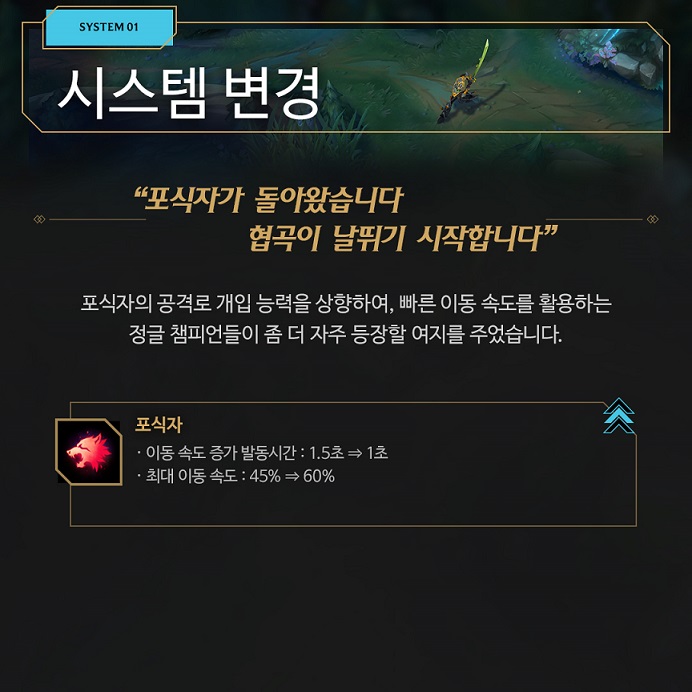 SYSTEM 01
시스템 변경
“포식자가 돌아왔습니다
협곡이 날뛰기 시작합니다”
포식자의 공격로 개입 능력을 상향하여, 빠른 이동 속도를 활용하는
정글 챔피언들이 좀 더 자주 등장할 여지를 주었습니다.
포식자
· 이동 속도 증가 발동시간 : 1.5초 ⇒ 1초
· 최대 이동 속도 : 45% ⇒ 60%